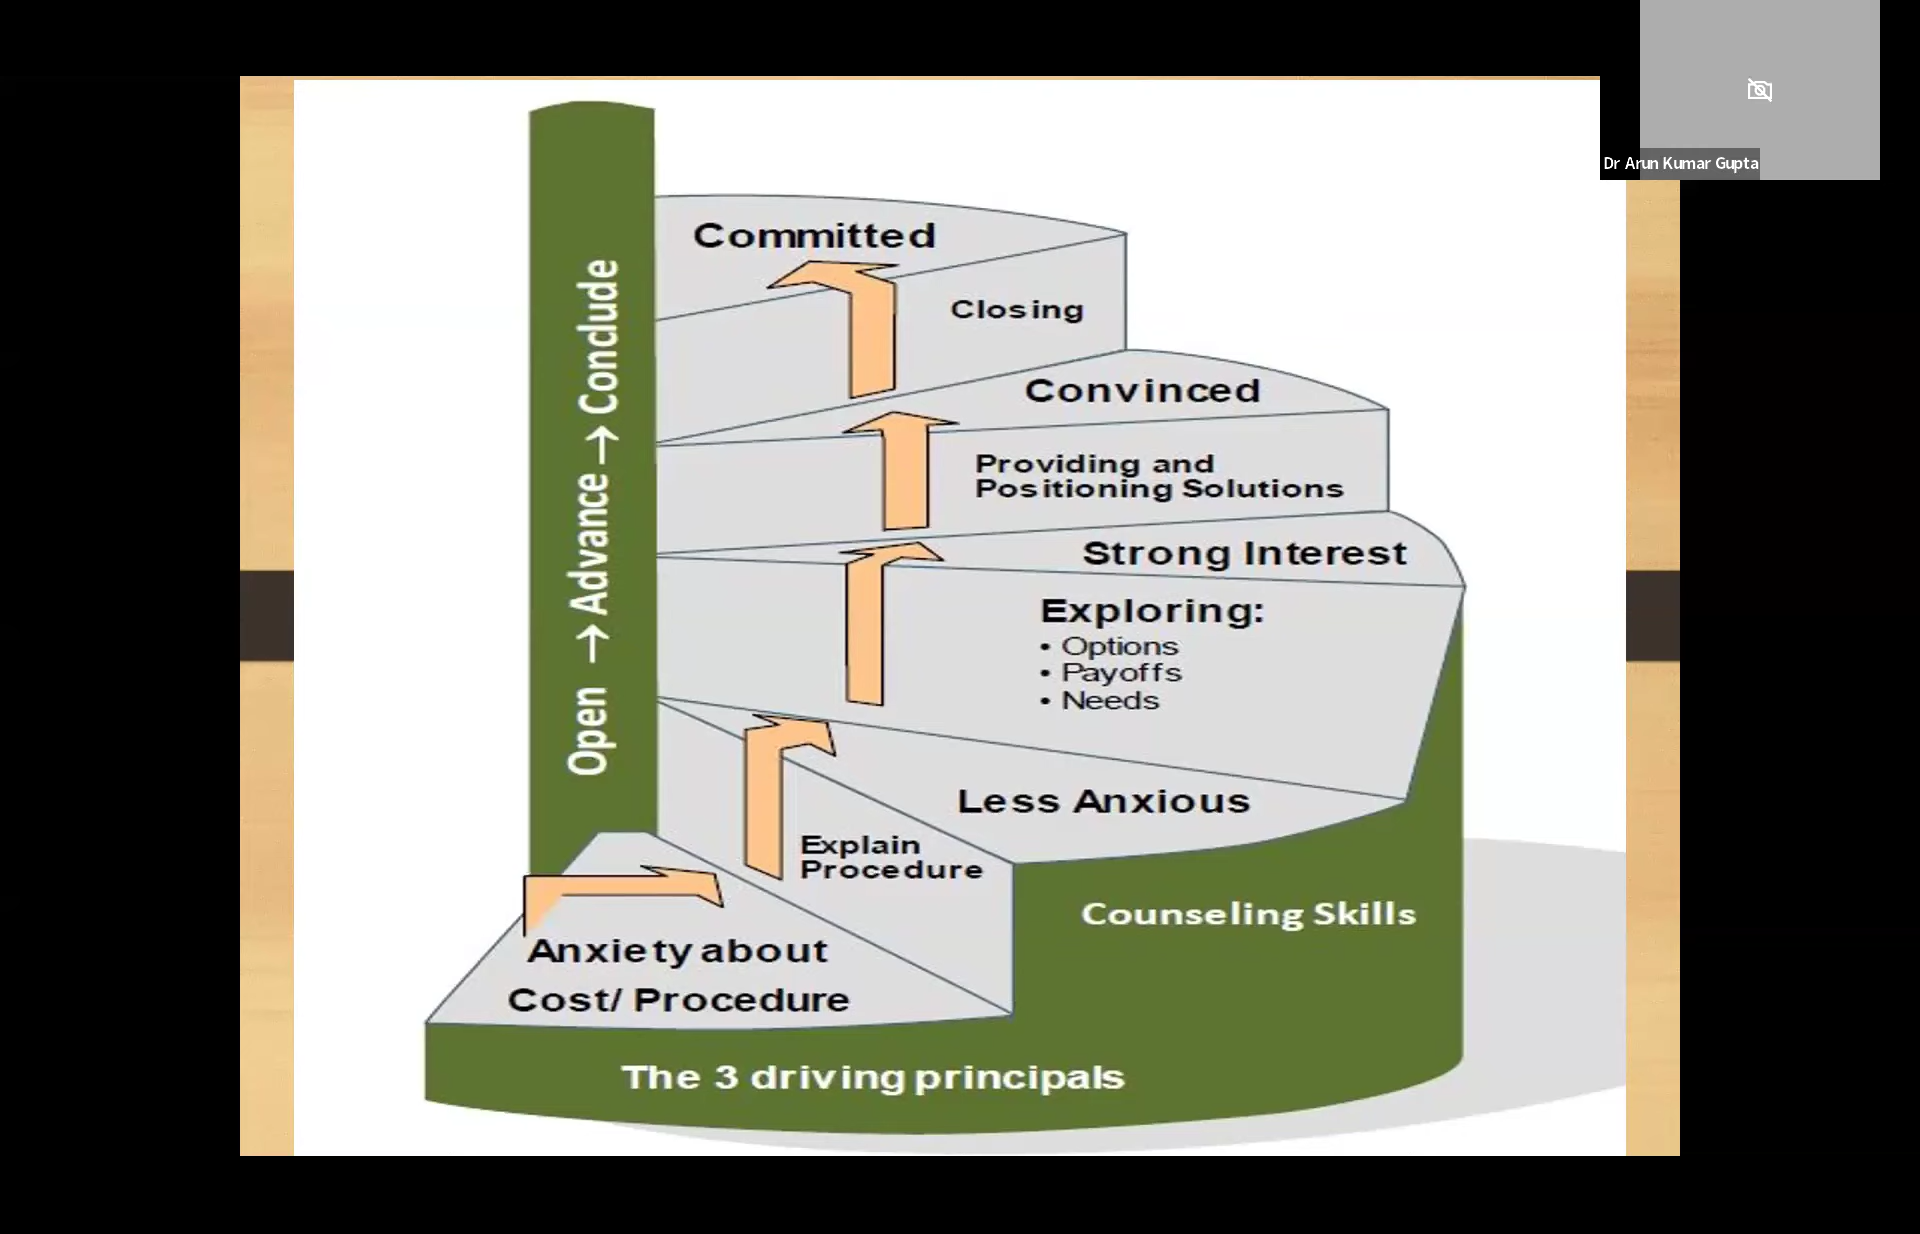 Dr Arun Kumar Gupta
Committed
Closing
Convinced
Providing and
Positioning Solutions
Strong Interest
Exploring:
• Options
• Payoffs
• Needs
Less Anxious
Explain
Procedure
Anxiety about
Cost/ Procedure
Open → Advance → Conclude
Counseling Skills
The 3 driving principals